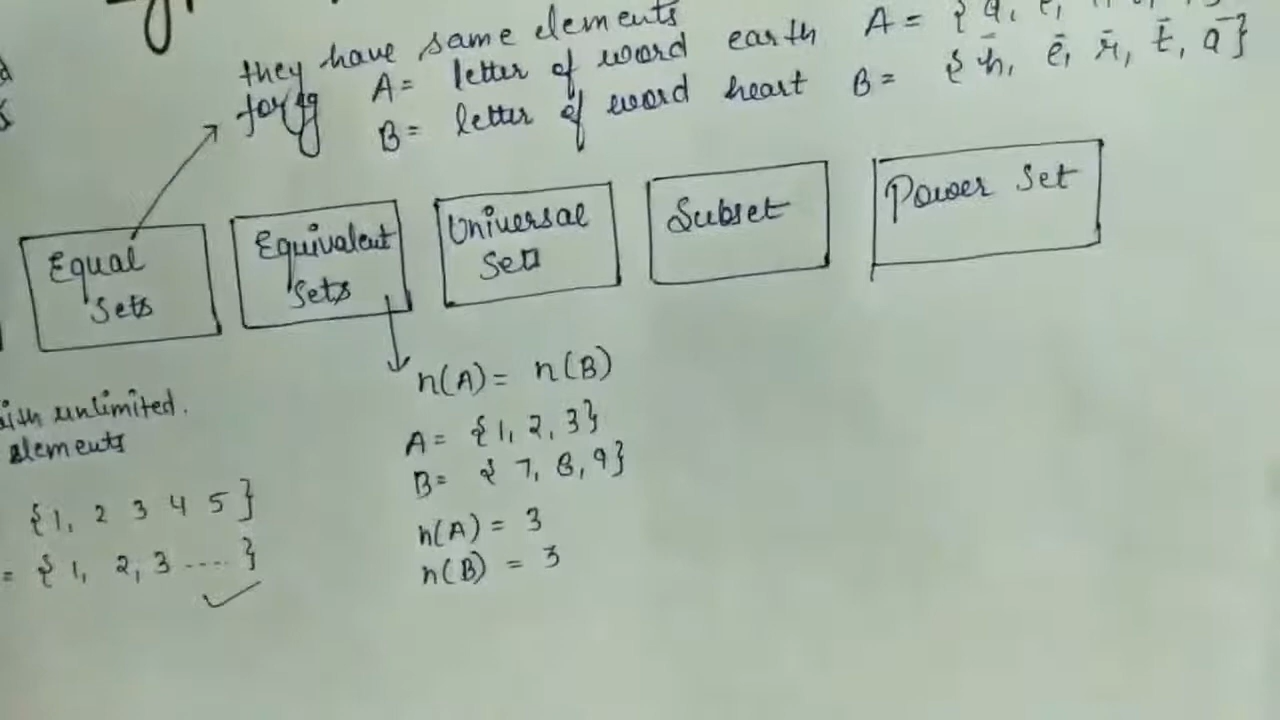 they have same elements
for eg A = letter of word earth A = {
B = letter of word heart B = {h, e, r, t, a}
Equal Sets
Equivalent Sets
Universal Set
Subset
Power Set
n(A) = n(B)
A = {1, 2, 3}
B = {7, 8, 9}
n(A) = 3
n(B) = 3
with unlimited.
elements
{1, 2 3 4 5}
= {1, 2, 3 ....}